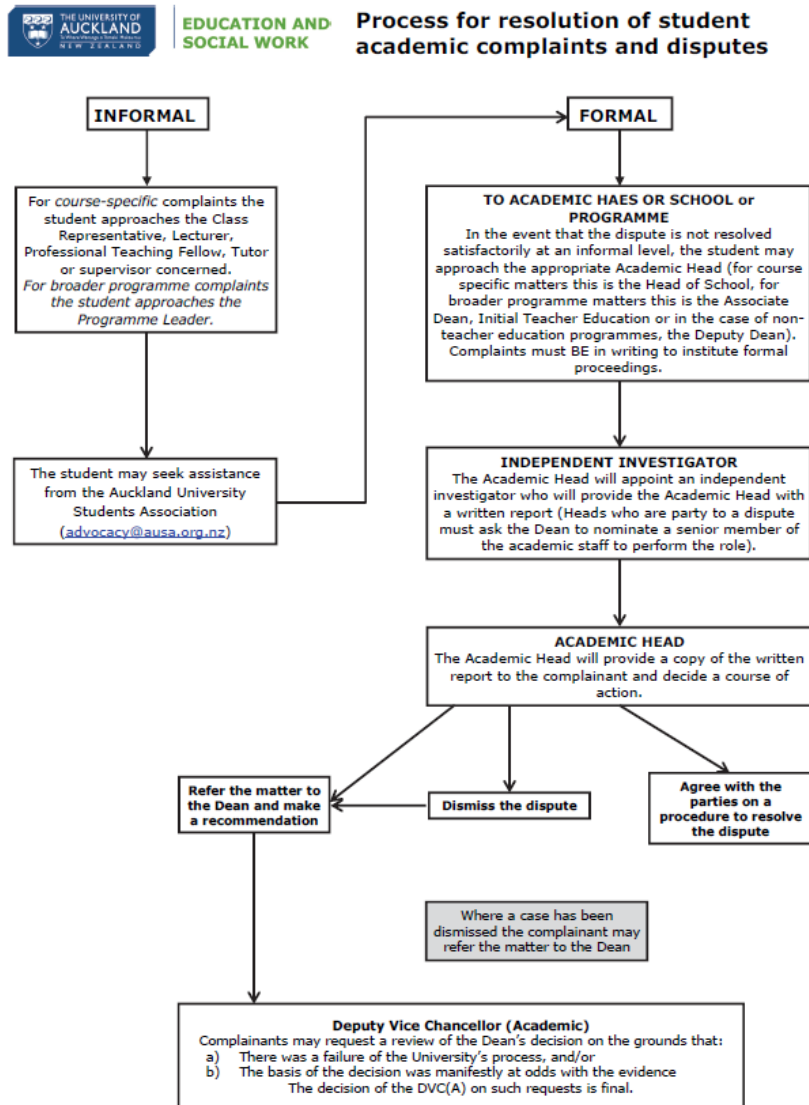 THE UNIVERSITY OF
AUCKLAND
NEW ZEALAND
EDUCATION AND
SOCIAL WORK
Process for resolution of student
academic complaints and disputes
INFORMAL
For course-specific complaints the
student approaches the Class
Representative, Lecturer,
Professional Teaching Fellow, Tutor
or supervisor concerned.
For broader programme complaints
the student approaches the
Programme Leader.
The student may seek assistance
from the Auckland University
Students Association
(advocacy@ausa.org.nz)
FORMAL
TO ACADEMIC HAES OR SCHOOL or
PROGRAMME
In the event that the dispute is not resolved
satisfactorily at an informal level, the student may
approach the appropriate Academic Head (for course
specific matters this is the Head of School, for
broader programme matters this is the Associate
Dean, Initial Teacher Education or in the case of non-
teacher education programmes, the Deputy Dean).
Complaints must BE in writing to institute formal
proceedings.
INDEPENDENT INVESTIGATOR
The Academic Head will appoint an independent
investigator who will provide the Academic Head with
a written report (Heads who are party to a dispute
must ask the Dean to nominate a senior member of
the academic staff to perform the role).
ACADEMIC HEAD
The Academic Head will provide a copy of the written
report to the complainant and decide a course of
action.
Refer the matter to
the Dean and make
a recommendation
Dismiss the dispute
Agree with the
parties on a
procedure to resolve
the dispute
Where a case has been
dismissed the complainant may
refer the matter to the Dean
Deputy Vice Chancellor (Academic)
Complainants may request a review of the Dean's decision on the grounds that:
a) There was a failure of the University's process, and/or
b) The basis of the decision was manifestly at odds with the evidence
The decision of the DVC(A) on such requests is final.